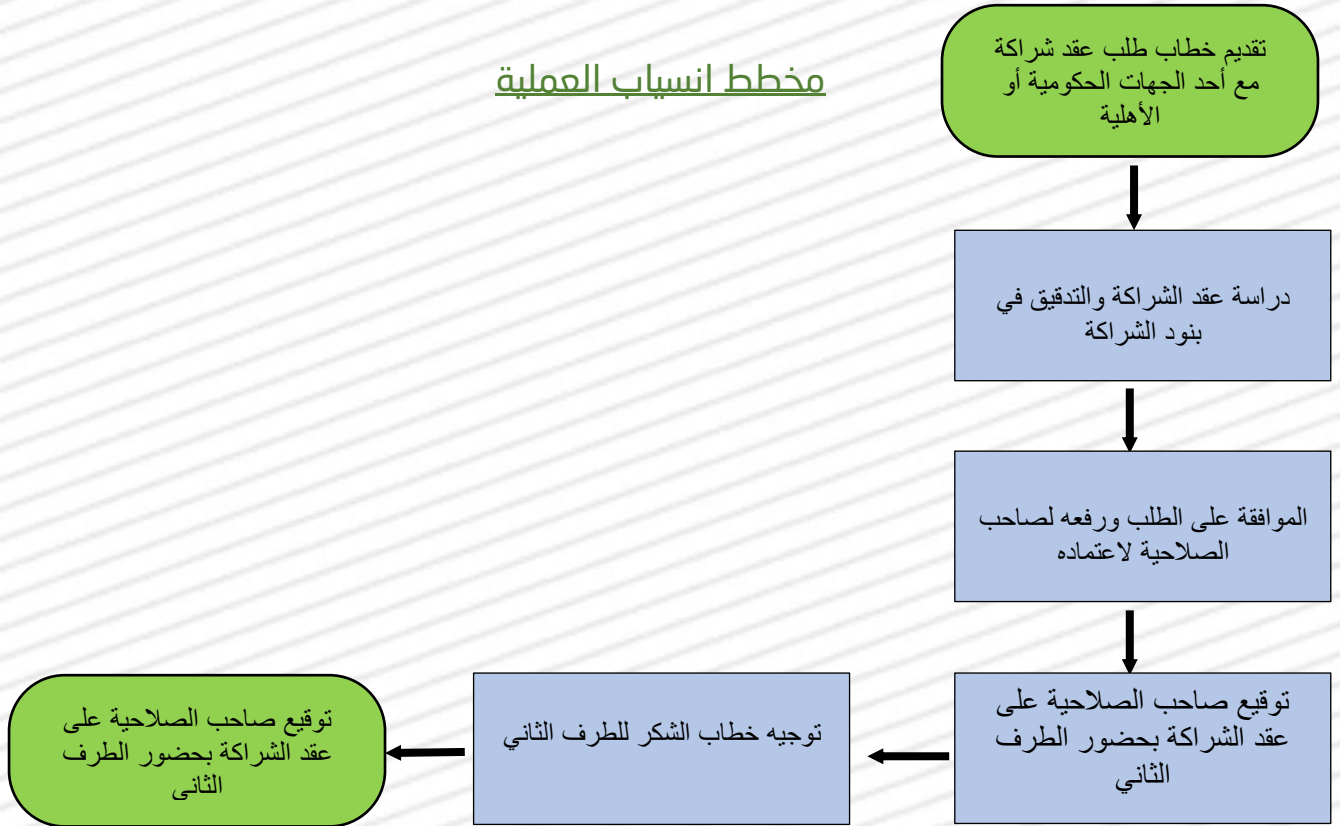 مخطط انسياب العملية
تقديم خطاب طلب عقد شراكة
مع أحد الجهات الحكومية أو
الأهلية
دراسة عقد الشراكة والتدقيق في
بنود الشراكة
الموافقة على الطلب ورفعه لصاحب
الصلاحية لاعتماده
توقيع صاحب الصلاحية على
عقد الشراكة بحضور الطرف
الثاني
توجيه خطاب الشكر للطرف الثاني
توقيع صاحب الصلاحية على
عقد الشراكة بحضور الطرف
الثاني